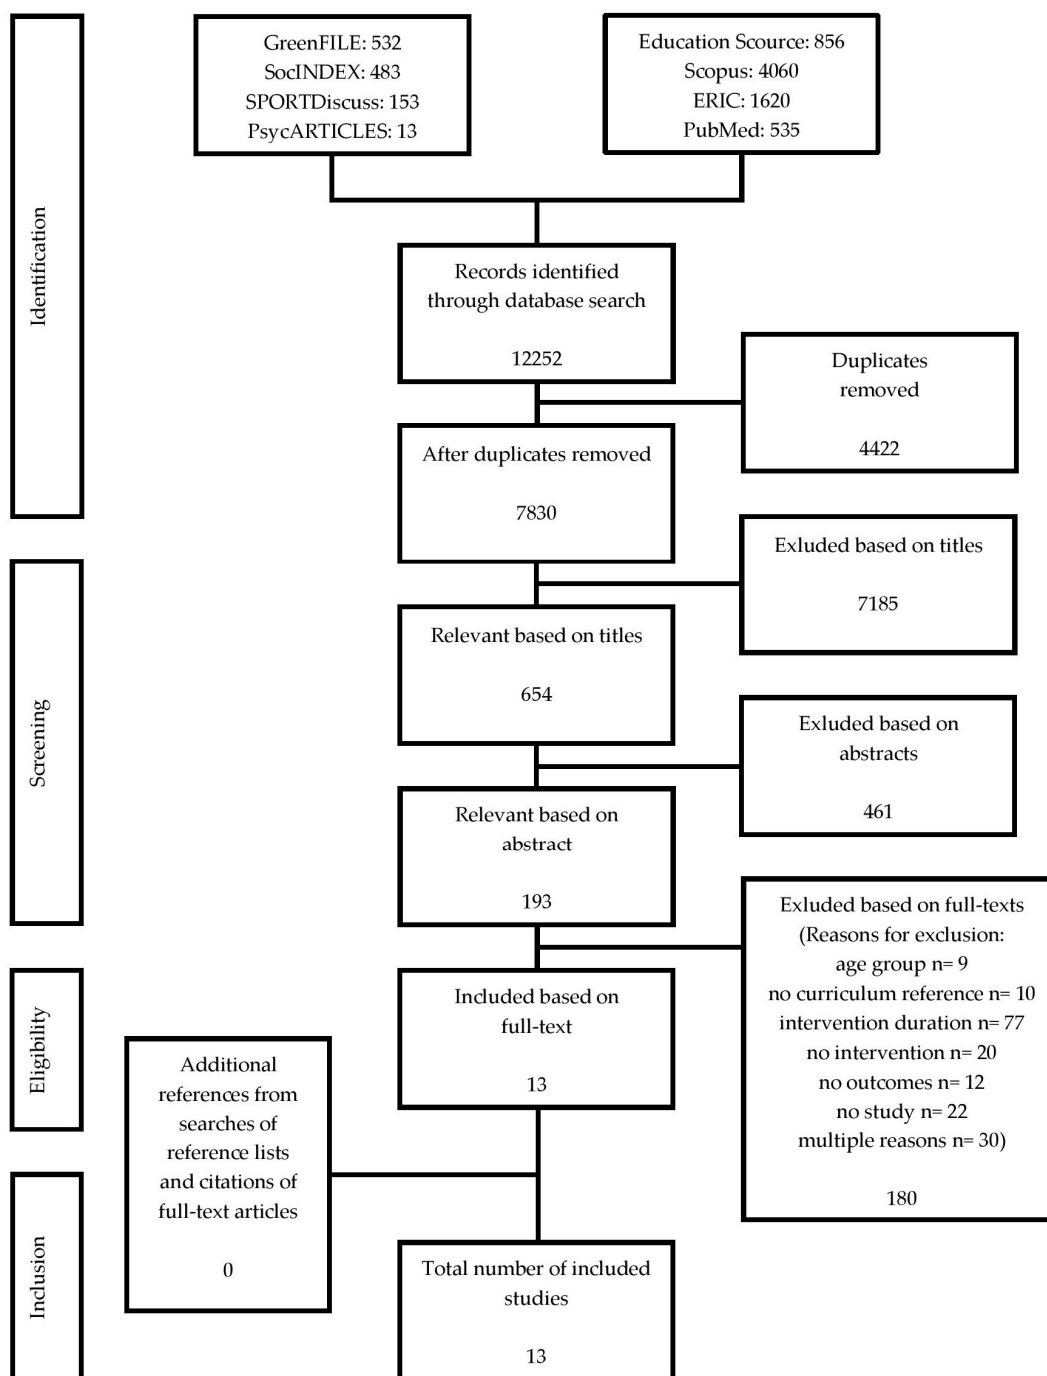 GreenFILE: 532
SocINDEX: 483
SPORTDiscuss: 153
PsycARTICLES: 13
Education Scource: 856
Scopus: 4060
ERIC: 1620
PubMed: 535
Identification
Records identified
through database search
12252
Duplicates
removed
4422
After duplicates removed
7830
Exluded based on titles
7185
Screening
Relevant based on titles
654
Exluded based on
abstracts
461
Relevant based on
abstract
193
Exluded based on full-texts
(Reasons for exclusion:
age group n= 9
no curriculum reference n= 10
intervention duration n= 77
no intervention n= 20
no outcomes n= 12
no study n= 22
multiple reasons n= 30)
180
Eligibility
Included based on
full-text
13
Additional
references from
searches of
reference lists
and citations of
full-text articles
0
Inclusion
Total number of included
studies
13